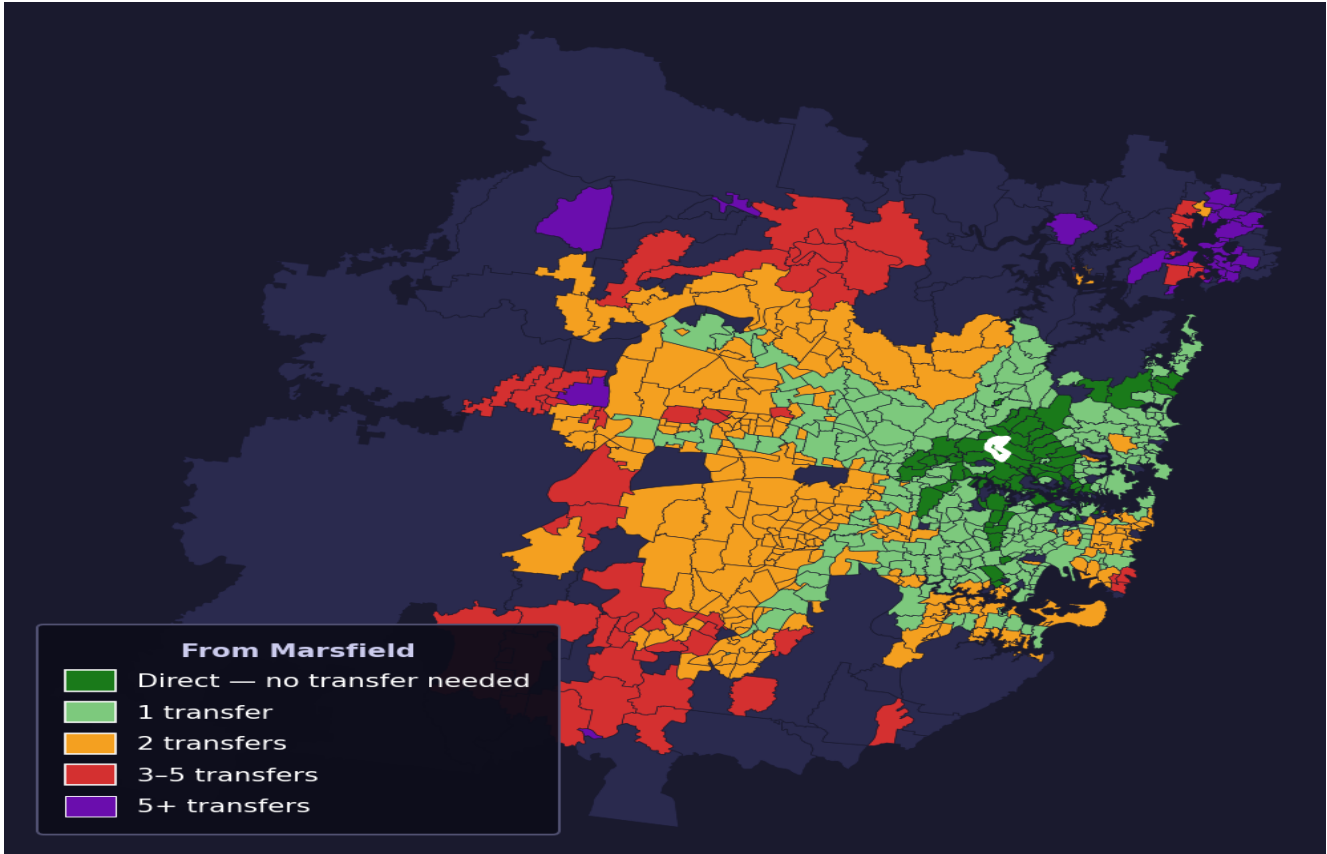 From Marsfield
Direct — no transfer needed
1 transfer
2 transfers
3–5 transfers
5+ transfers